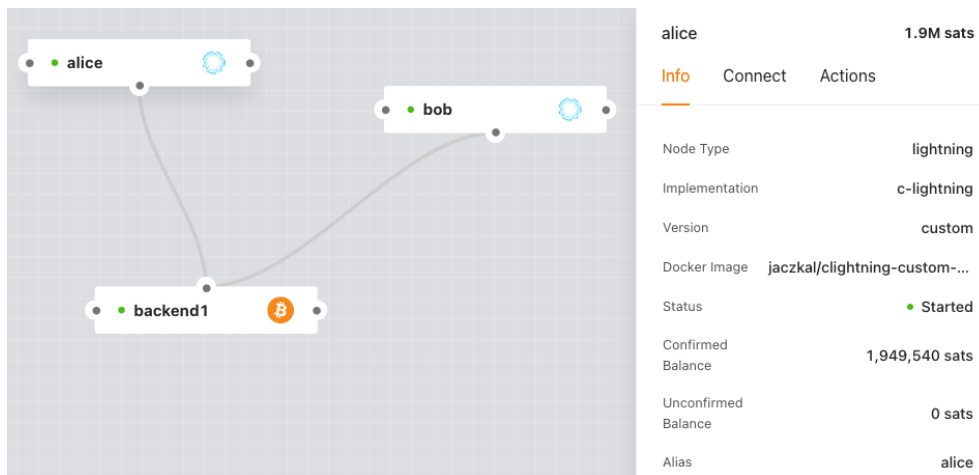 alice
bob
backend1
alice 1.9M sats
Info Connect Actions
Node Type lightning
Implementation c-lightning
Version custom
Docker Image jaczkal/clightning-custom-...
Status Started
Confirmed
Balance 1,949,540 sats
Unconfirmed
Balance 0 sats
Alias alice